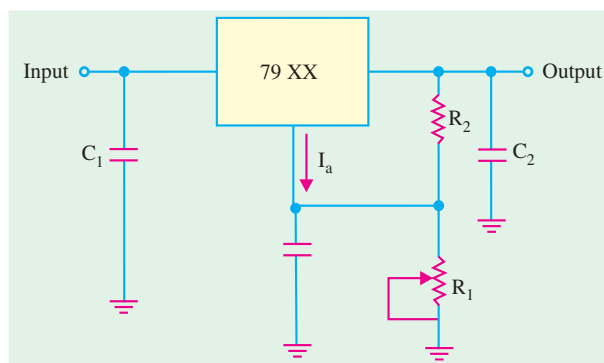 Input
79 XX
Output
C₁
Iₐ
R₂
C₂
R₁